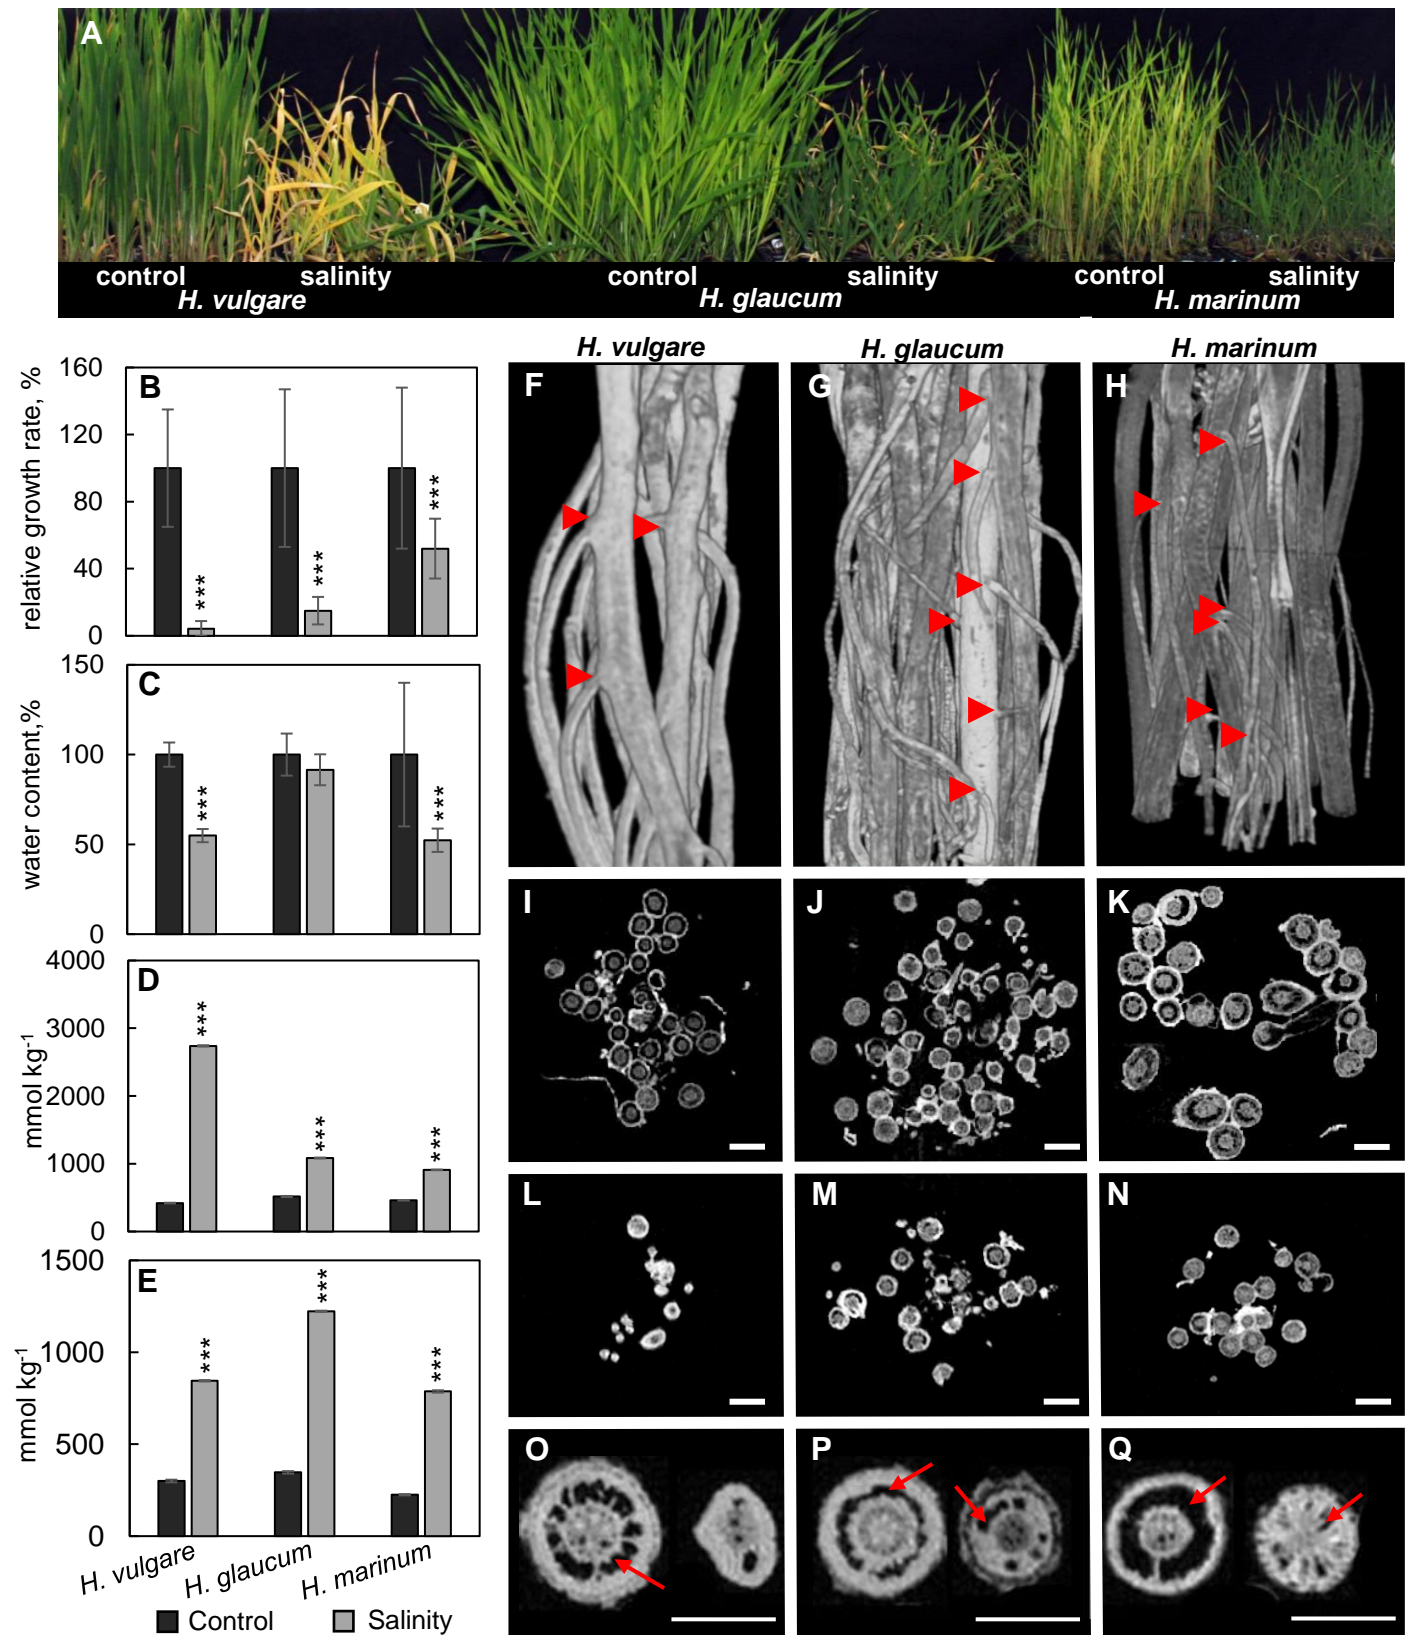 A
control salinity control salinity control salinity
H. vulgare H. glaucum H. marinum
H. vulgare H. glaucum H. marinum
B
relative growth rate, %
160
120
80
40
0
***
***
***
C
water content,%
150
100
50
0
***
***
D
mmol kg-1
4000
3000
2000
1000
0
***
***
***
E
mmol kg-1
1500
1000
500
0
***
***
***
H. vulgare H. glaucum H. marinum
Control Salinity
F G H
I J K
L M N
O P Q